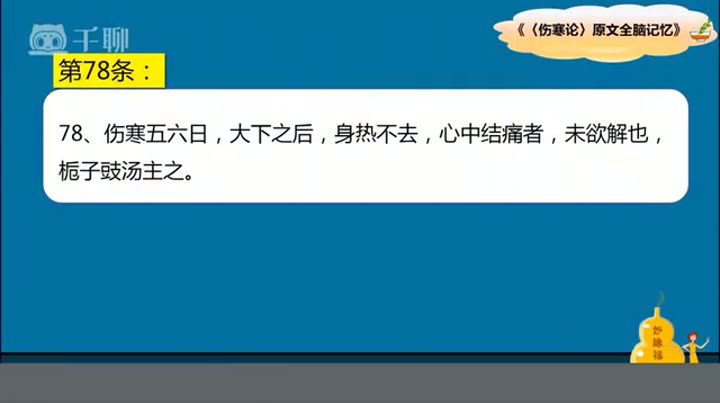 千聊
《〈伤寒论〉原文全脑记忆》
第78条：
78、伤寒五六日，大下之后，身热不去，心中结痛者，未欲解也，
栀子豉汤主之。